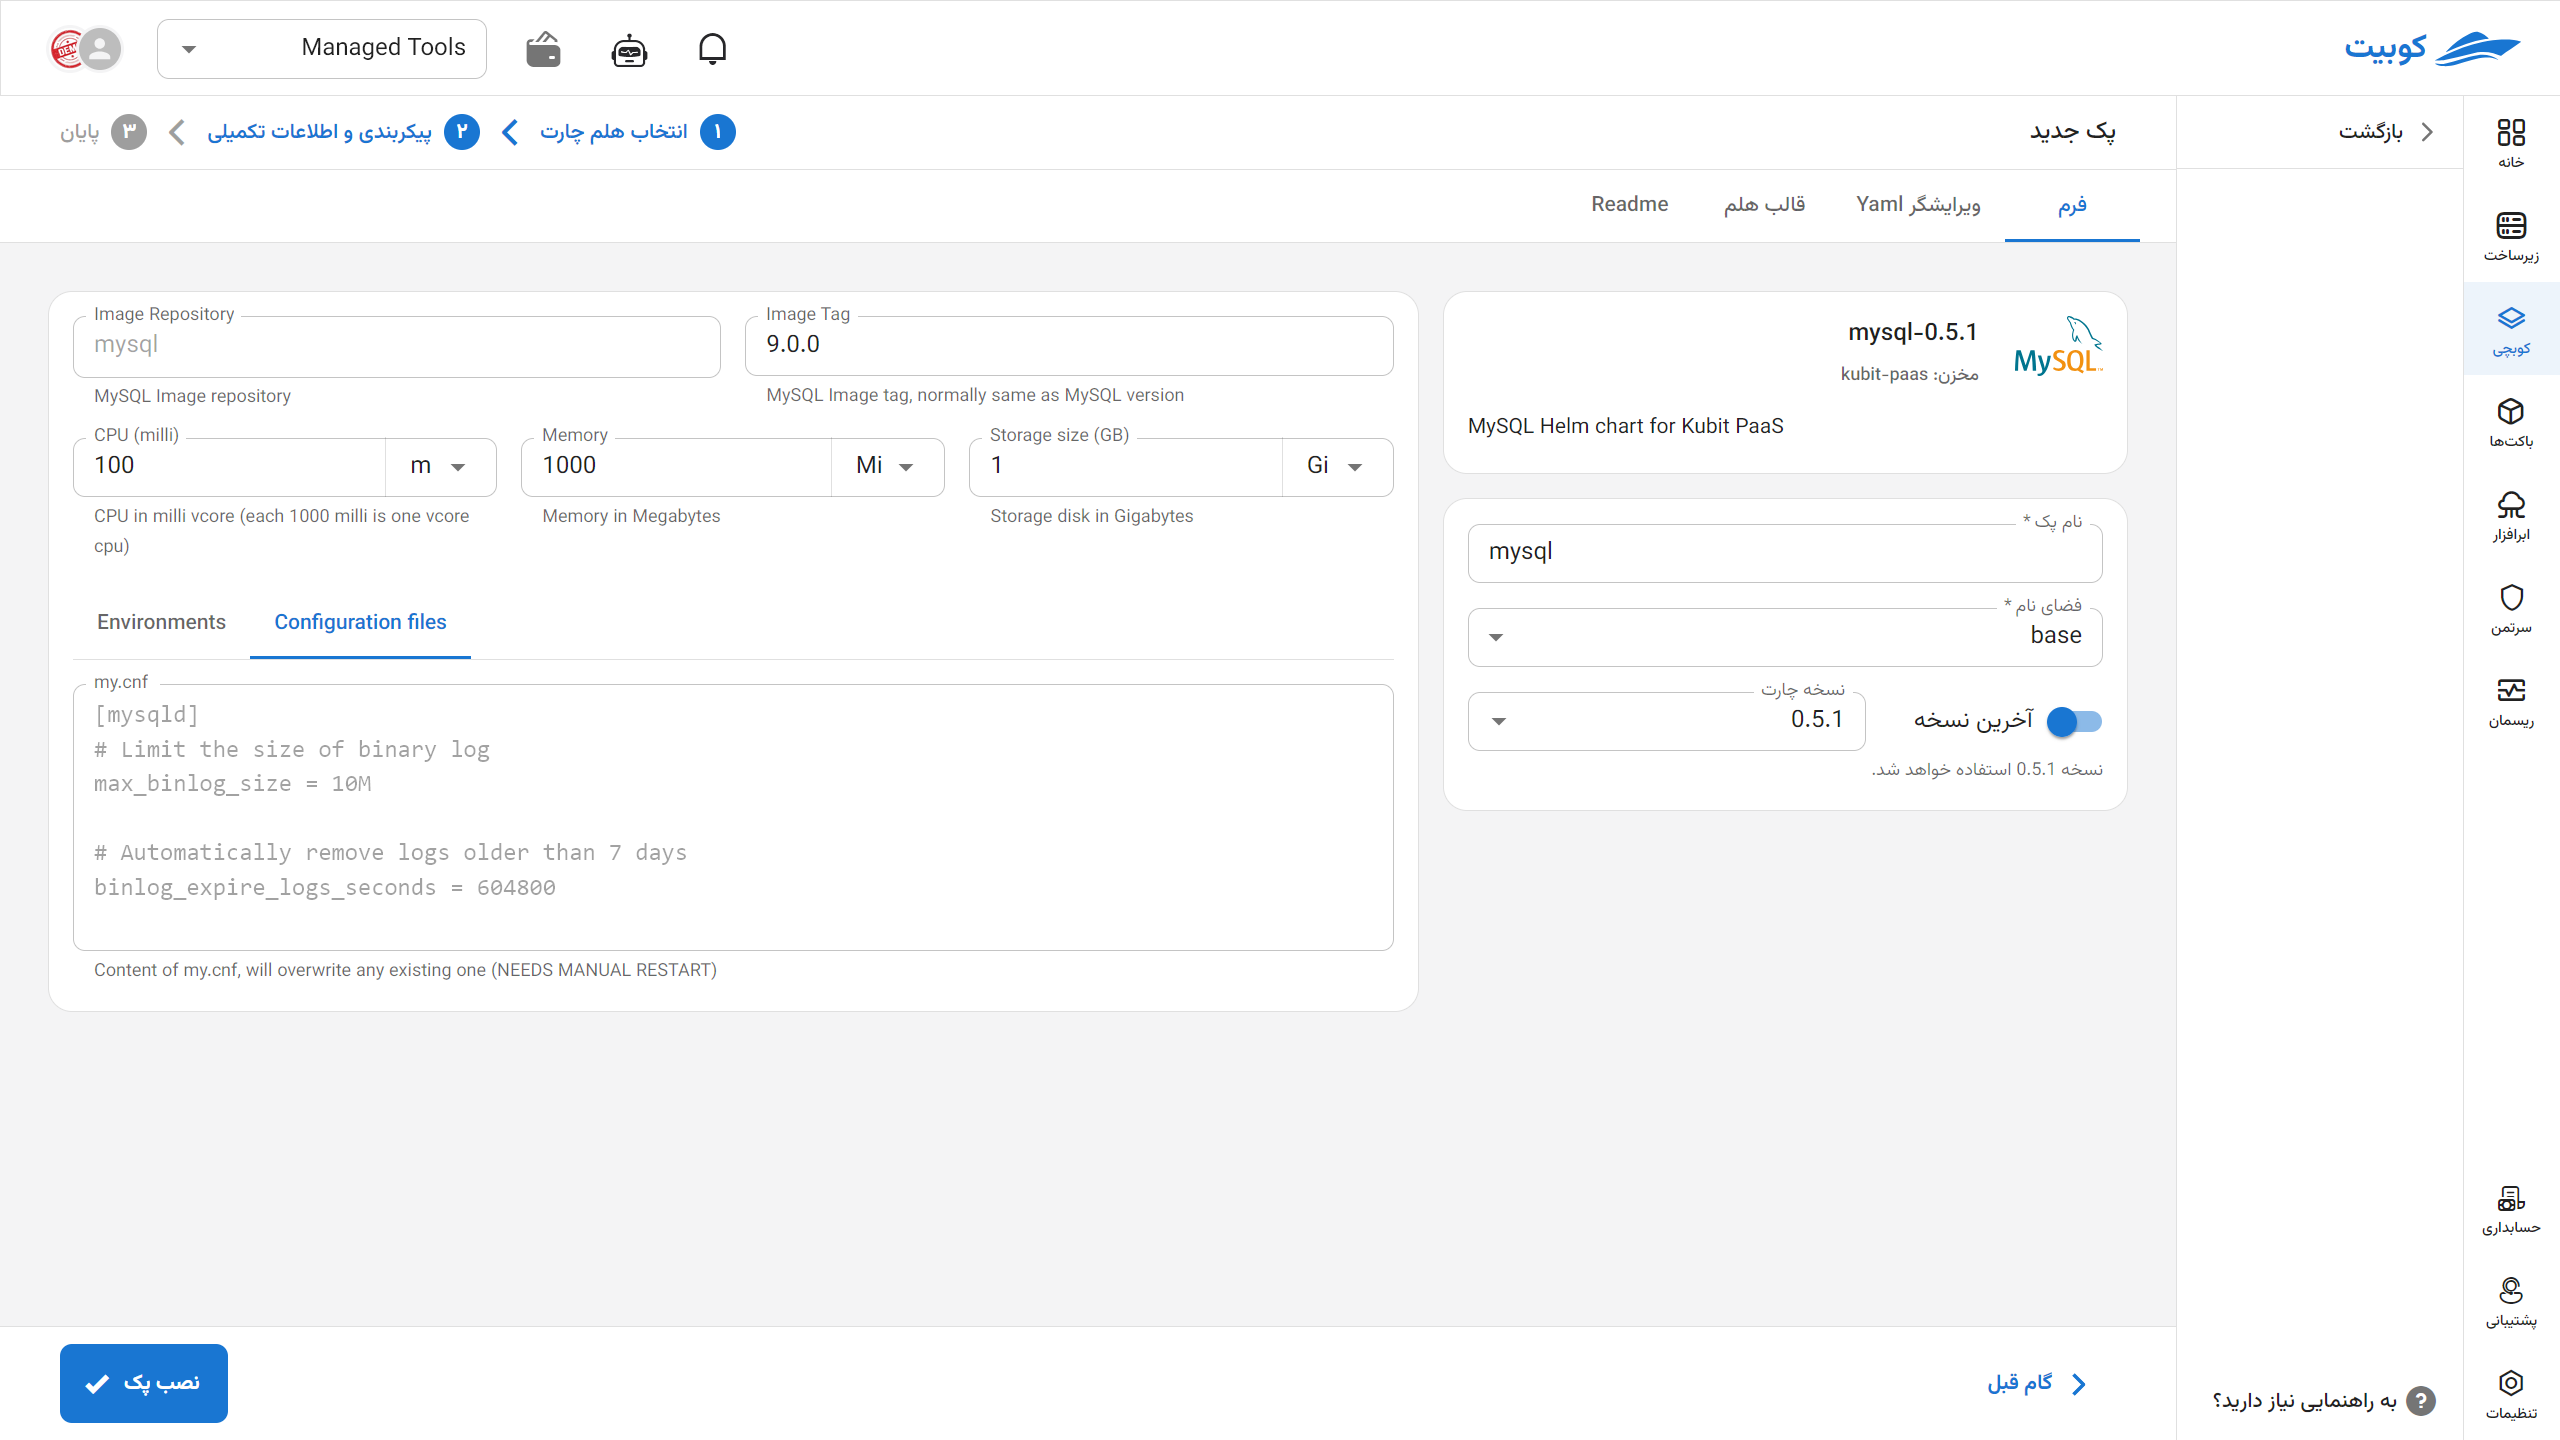 کوبیت
Managed Tools
بازگشت
پک جدید
۱ انتخاب هلم چارت
۲ پیکربندی و اطلاعات تکمیلی
۳ پایان
فرم
ویرایشگر Yaml
قالب هلم
Readme
خانه
زیرساخت
کوبچی
باکت‌ها
ابرافزار
سرتمن
ریسمان
حسابداری
پشتیبانی
تنظیمات
MySQL
mysql-0.5.1
مخزن: kubit-paas
MySQL Helm chart for Kubit PaaS
نام پک *
mysql
فضای نام *
base
آخرین نسخه
نسخه چارت
0.5.1
نسخه 0.5.1 استفاده خواهد شد.
Image Repository
mysql
MySQL Image repository
Image Tag
9.0.0
MySQL Image tag, normally same as MySQL version
CPU (milli)
100 m
CPU in milli vcore (each 1000 milli is one vcore
cpu)
Memory
1000 Mi
Memory in Megabytes
Storage size (GB)
1 Gi
Storage disk in Gigabytes
Environments
Configuration files
my.cnf
[mysqld]
# Limit the size of binary log
max_binlog_size = 10M
# Automatically remove logs older than 7 days
binlog_expire_logs_seconds = 604800
Content of my.cnf, will overwrite any existing one (NEEDS MANUAL RESTART)
گام قبل
نصب پک
به راهنمایی نیاز دارید؟